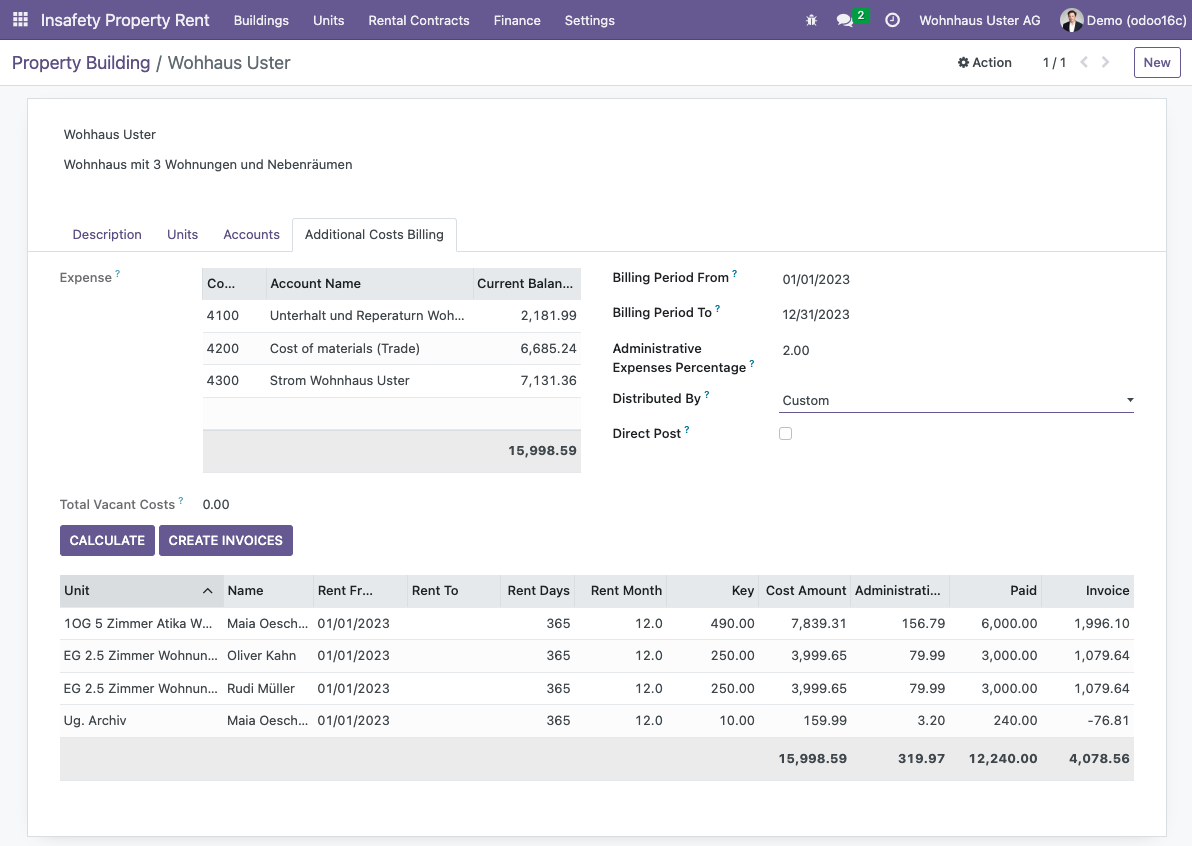 Insafety Property Rent Buildings Units Rental Contracts Finance Settings 2 Wohnhaus Uster AG Demo (odoo16c)
Property Building / Wohhaus Uster Action 1 / 1 New
Wohhaus Uster
Wohnhaus mit 3 Wohnungen und Nebenräumen
Description Units Accounts Additional Costs Billing
Expense ?
Co... Account Name Current Balan...
4100 Unterhalt und Reperaturn Woh... 2,181.99
4200 Cost of materials (Trade) 6,685.24
4300 Strom Wohnhaus Uster 7,131.36
15,998.59
Billing Period From ? 01/01/2023
Billing Period To ? 12/31/2023
Administrative
Expenses Percentage ? 2.00
Distributed By ? Custom
Direct Post ?
Total Vacant Costs ? 0.00
CALCULATE CREATE INVOICES
Unit Name Rent Fr... Rent To Rent Days Rent Month Key Cost Amount Administrati... Paid Invoice
1OG 5 Zimmer Atika W... Maia Oesch... 01/01/2023 365 12.0 490.00 7,839.31 156.79 6,000.00 1,996.10
EG 2.5 Zimmer Wohnun... Oliver Kahn 01/01/2023 365 12.0 250.00 3,999.65 79.99 3,000.00 1,079.64
EG 2.5 Zimmer Wohnun... Rudi Müller 01/01/2023 365 12.0 250.00 3,999.65 79.99 3,000.00 1,079.64
Ug. Archiv Maia Oesch... 01/01/2023 365 12.0 10.00 159.99 3.20 240.00 -76.81
15,998.59 319.97 12,240.00 4,078.56